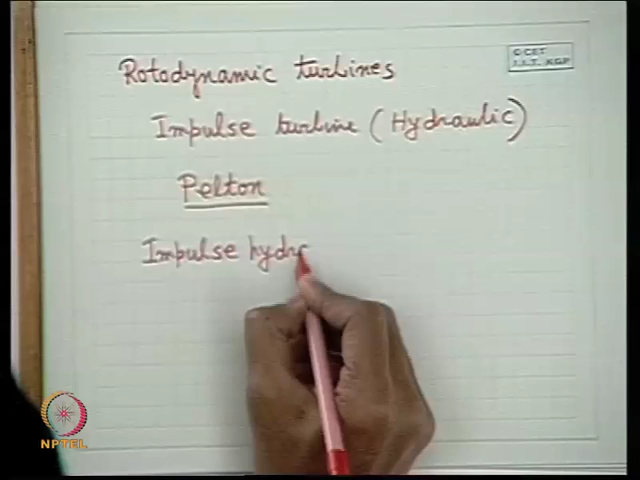 Rotodynamic turbines
©CET
I.I.T. KGP
Impulse turbine (Hydraulic)
Pelton
Impulse hydr
NPTEL